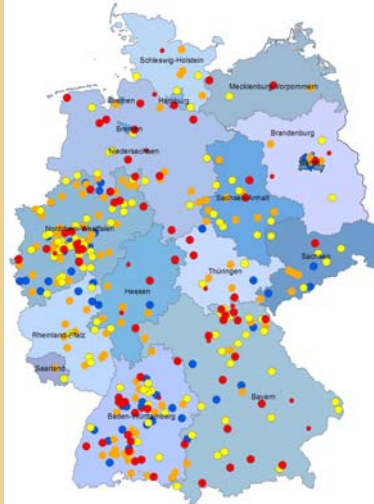 Schleswig-Holstein
Mecklenburg-Vorpommern
Hamburg
Bremen
Bremen
Niedersachsen
Brandenburg
Berlin
Sachsen-Anhalt
Nordrhein-Westfalen
Sachsen
Thüringen
Hessen
Rheinland-Pfalz
Saarland
Bayern
Baden-Württemberg